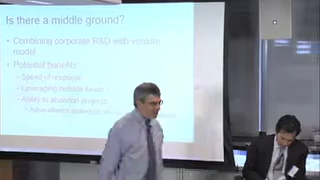 Is there a middle ground?
• Combining corporate R&D with venture
model
• Potential benefits:
– Speed of response
– Leveraging outside funds
– Ability to abandon projects